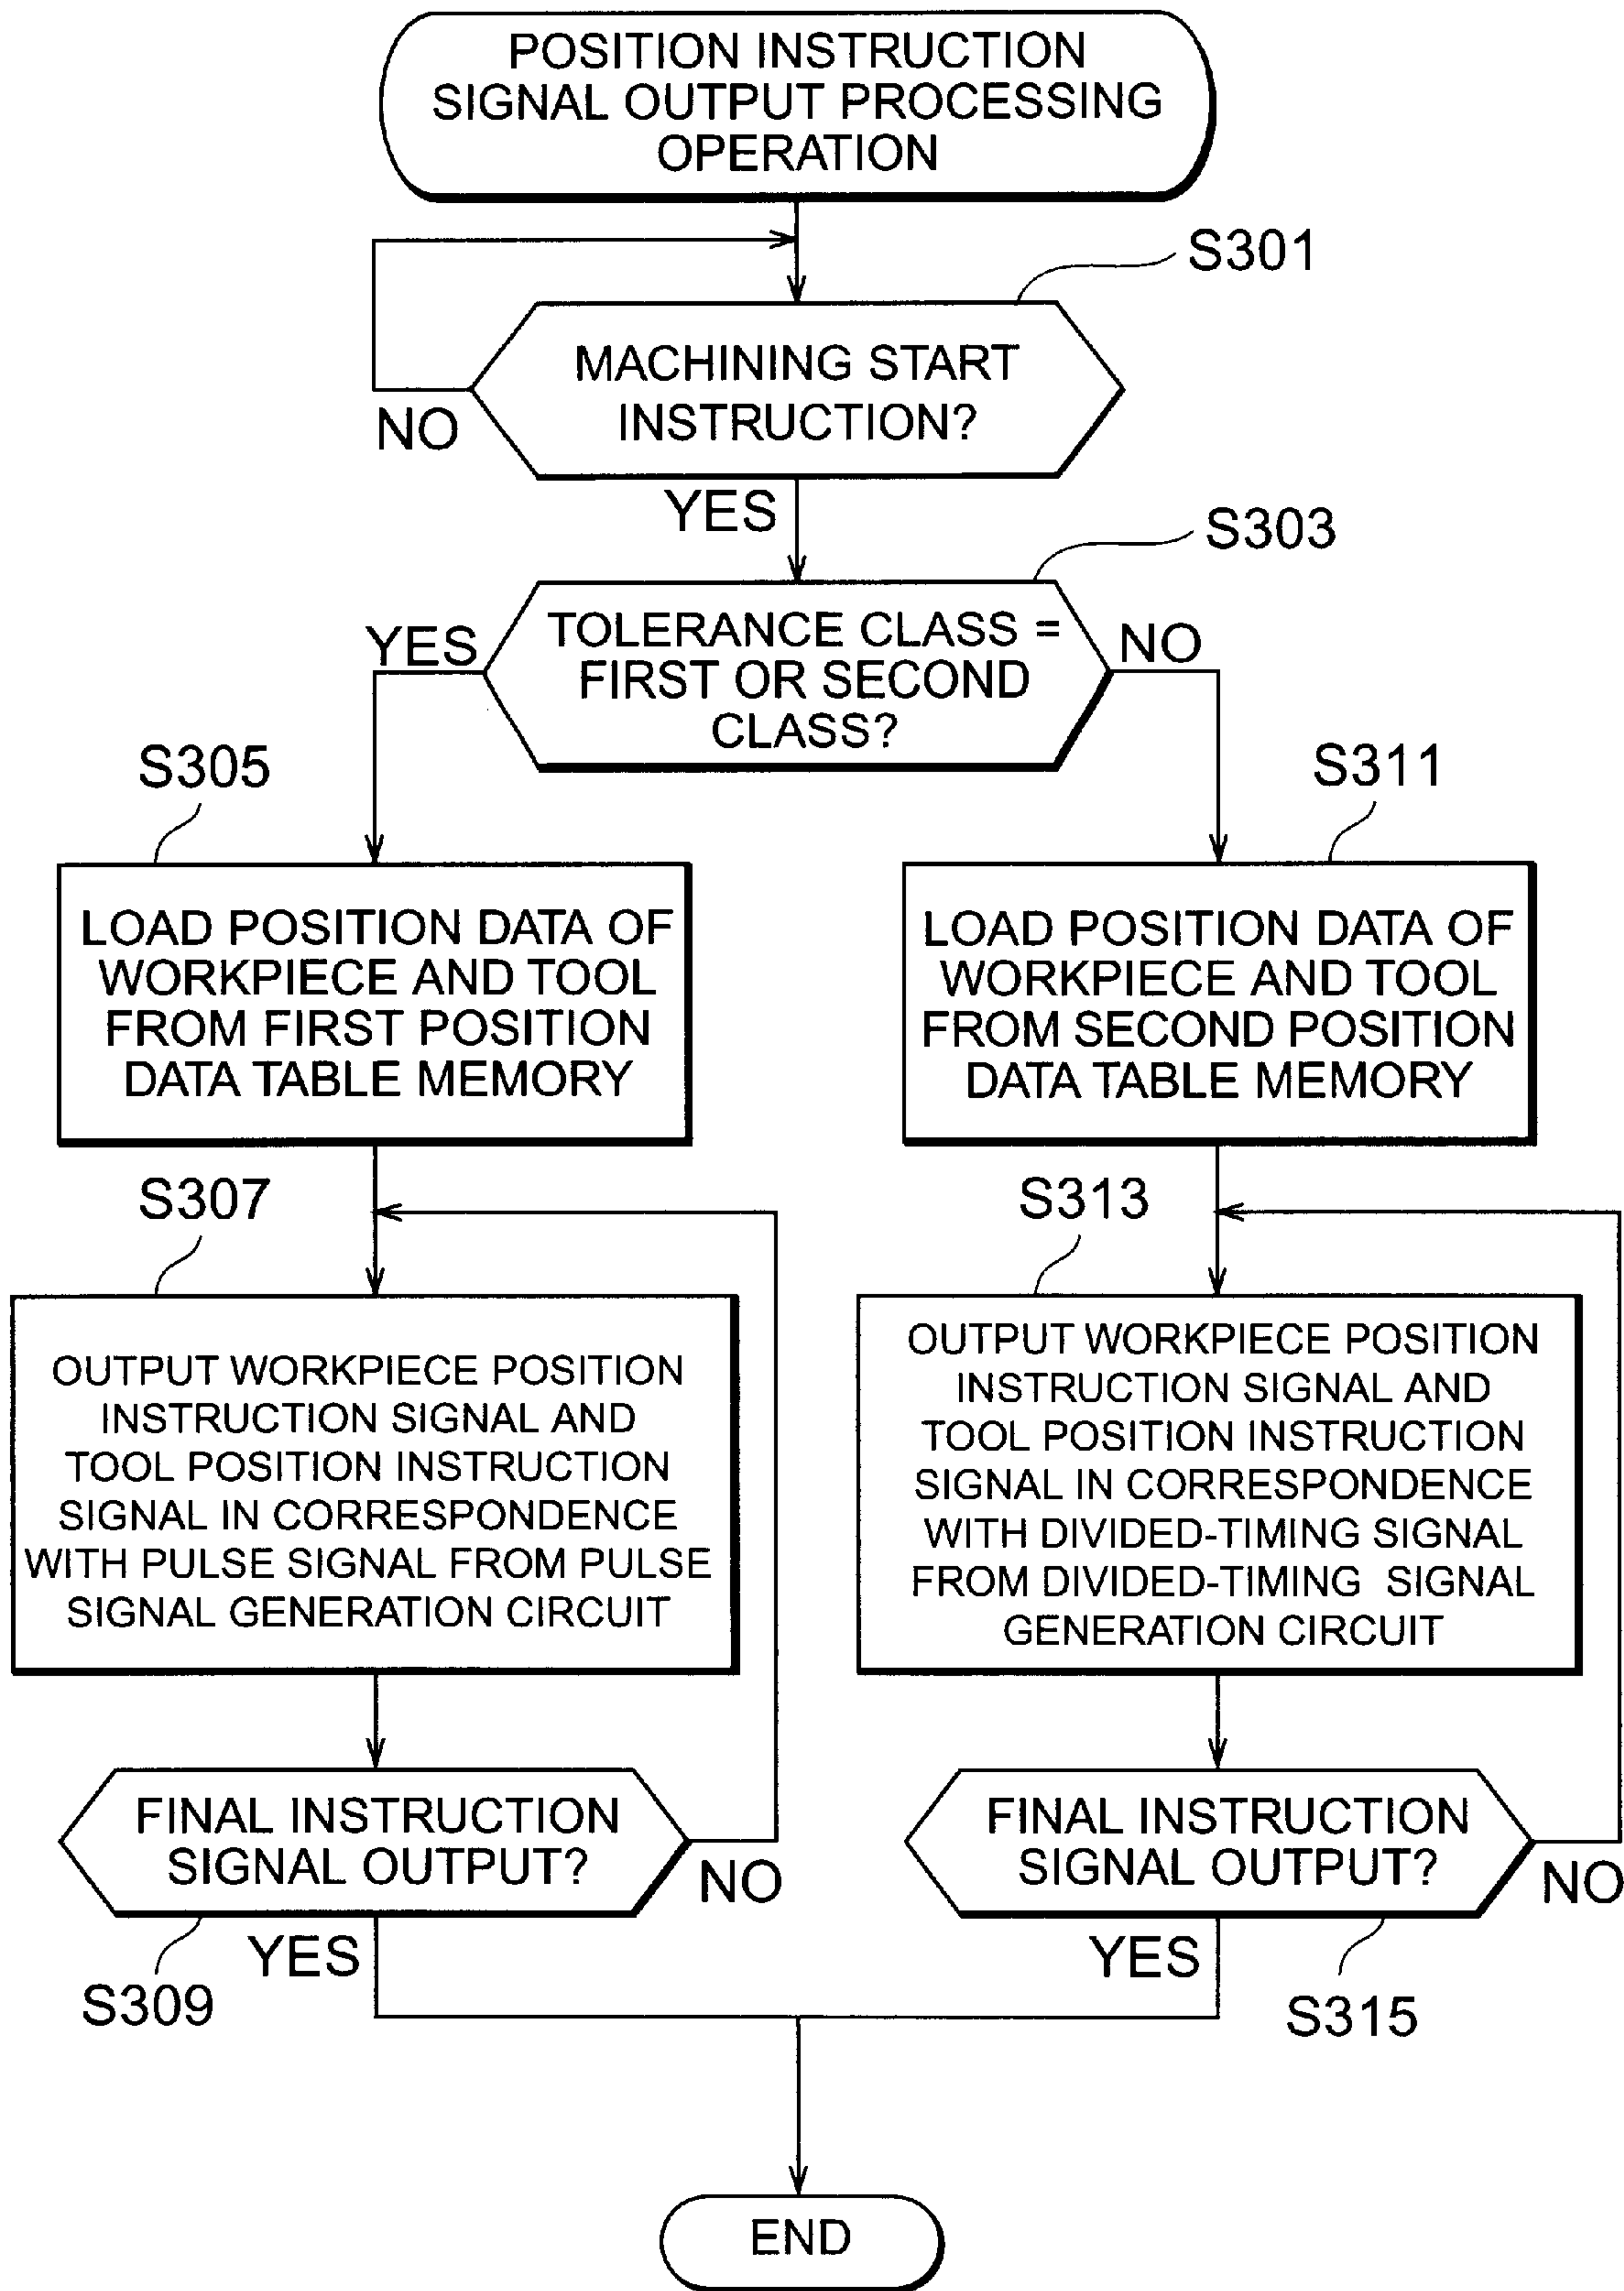 POSITION INSTRUCTION
SIGNAL OUTPUT PROCESSING
OPERATION
S301
MACHINING START
INSTRUCTION?
NO
YES
S303
TOLERANCE CLASS =
FIRST OR SECOND
CLASS?
YES
NO
S305
LOAD POSITION DATA OF
WORKPIECE AND TOOL
FROM FIRST POSITION
DATA TABLE MEMORY
S307
OUTPUT WORKPIECE POSITION
INSTRUCTION SIGNAL AND
TOOL POSITION INSTRUCTION
SIGNAL IN CORRESPONDENCE
WITH PULSE SIGNAL FROM PULSE
SIGNAL GENERATION CIRCUIT
FINAL INSTRUCTION
SIGNAL OUTPUT?
NO
YES
S309
S311
LOAD POSITION DATA OF
WORKPIECE AND TOOL
FROM SECOND POSITION
DATA TABLE MEMORY
S313
OUTPUT WORKPIECE POSITION
INSTRUCTION SIGNAL AND
TOOL POSITION INSTRUCTION
SIGNAL IN CORRESPONDENCE
WITH DIVIDED-TIMING SIGNAL
FROM DIVIDED-TIMING SIGNAL
GENERATION CIRCUIT
FINAL INSTRUCTION
SIGNAL OUTPUT?
NO
YES
S315
END